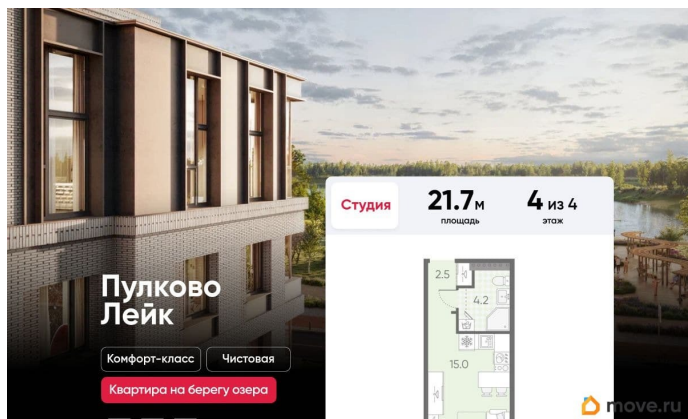 Студия
21.7м
площадь
4 из 4
этаж
2.5
4.2
15.0
Пулково
Лейк
Комфорт-класс
Чистовая
Квартира на берегу озера
move.ru